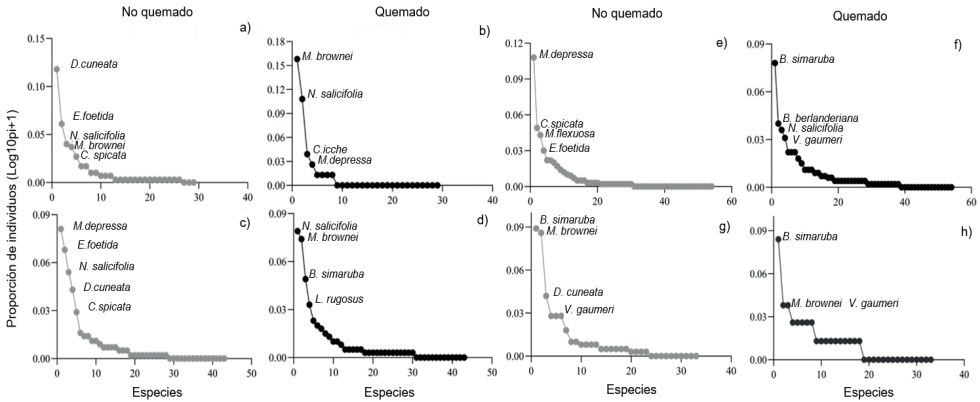 No quemado
Quemado
No quemado
Quemado
Proporción de individuos (Log10pi+1)
a)
0.15
0.10
0.05
0.00
0 10 20 30 40
D.cuneata
E.foetida
N. salicifolia
M. brownei
C. spicata
b)
0.18
0.15
0.12
0.09
0.06
0.03
0.00
0 10 20 30 40
M. brownei
N. salicifolia
C.icche
M.depressa
e)
0.12
0.09
0.06
0.03
0.00
0 20 40 60
M.depressa
C.spicata
M.flexuosa
E.foetida
f)
0.09
0.06
0.03
0.00
0 20 40 60
B. simaruba
B. berlanderiana
N. salicifolia
V. gaumeri
c)
0.09
0.06
0.03
0.00
0 10 20 30 40 50
M.depressa
E.foetida
N. salicifolia
D.cuneata
C.spicata
Especies
d)
0.09
0.06
0.03
0.00
0 10 20 30 40 50
N. salicifolia
M. brownei
B. simaruba
L. rugosus
Especies
g)
0.09
0.06
0.03
0.00
0 10 20 30 40
B. simaruba
M. brownei
D. cuneata
V. gaumeri
Especies
h)
0.09
0.06
0.03
0.00
0 10 20 30 40
B. simaruba
M. brownei V. gaumeri
Especies